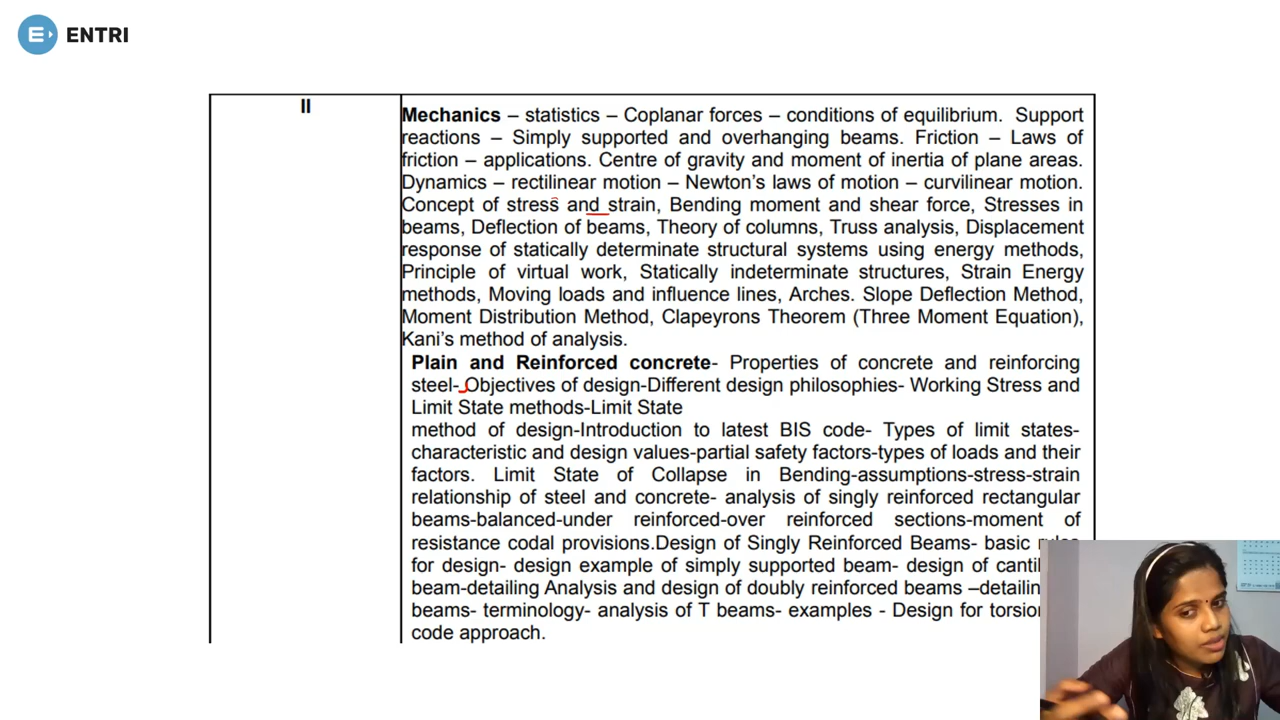 ENTRI
II
Mechanics – statistics – Coplanar forces – conditions of equilibrium. Support
reactions – Simply supported and overhanging beams. Friction – Laws of
friction – applications. Centre of gravity and moment of inertia of plane areas.
Dynamics – rectilinear motion – Newton's laws of motion – curvilinear motion.
Concept of stress and strain, Bending moment and shear force, Stresses in
beams, Deflection of beams, Theory of columns, Truss analysis, Displacement
response of statically determinate structural systems using energy methods,
Principle of virtual work, Statically indeterminate structures, Strain Energy
methods, Moving loads and influence lines, Arches. Slope Deflection Method,
Moment Distribution Method, Clapeyrons Theorem (Three Moment Equation),
Kani's method of analysis.
Plain and Reinforced concrete- Properties of concrete and reinforcing
steel- Objectives of design-Different design philosophies- Working Stress and
Limit State methods-Limit State
method of design-Introduction to latest BIS code- Types of limit states-
characteristic and design values-partial safety factors-types of loads and their
factors. Limit State of Collapse in Bending-assumptions-stress-strain
relationship of steel and concrete- analysis of singly reinforced rectangular
beams-balanced-under reinforced-over reinforced sections-moment of
resistance codal provisions.Design of Singly Reinforced Beams- basic
for design- design example of simply supported beam- design of
beam-detailing Analysis and design of doubly reinforced beams –
beams- terminology- analysis of T beams- examples - Design for
code approach.